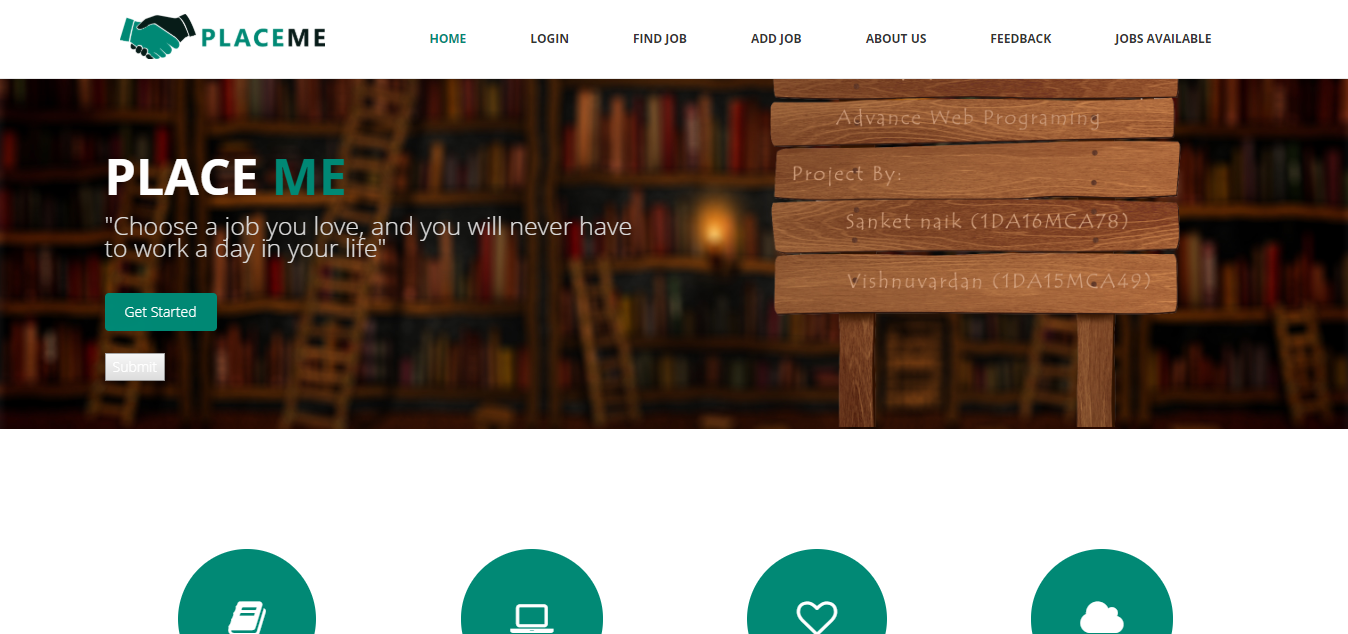 PLACEME
HOME
LOGIN
FIND JOB
ADD JOB
ABOUT US
FEEDBACK
JOBS AVAILABLE
Advance Web Programing
PLACE ME
Project By:
"Choose a job you love, and you will never have
to work a day in your life"
Sanket naik (1DA16MCA78)
Vishnuvardan (1DA15MCA49)
Get Started
Submit